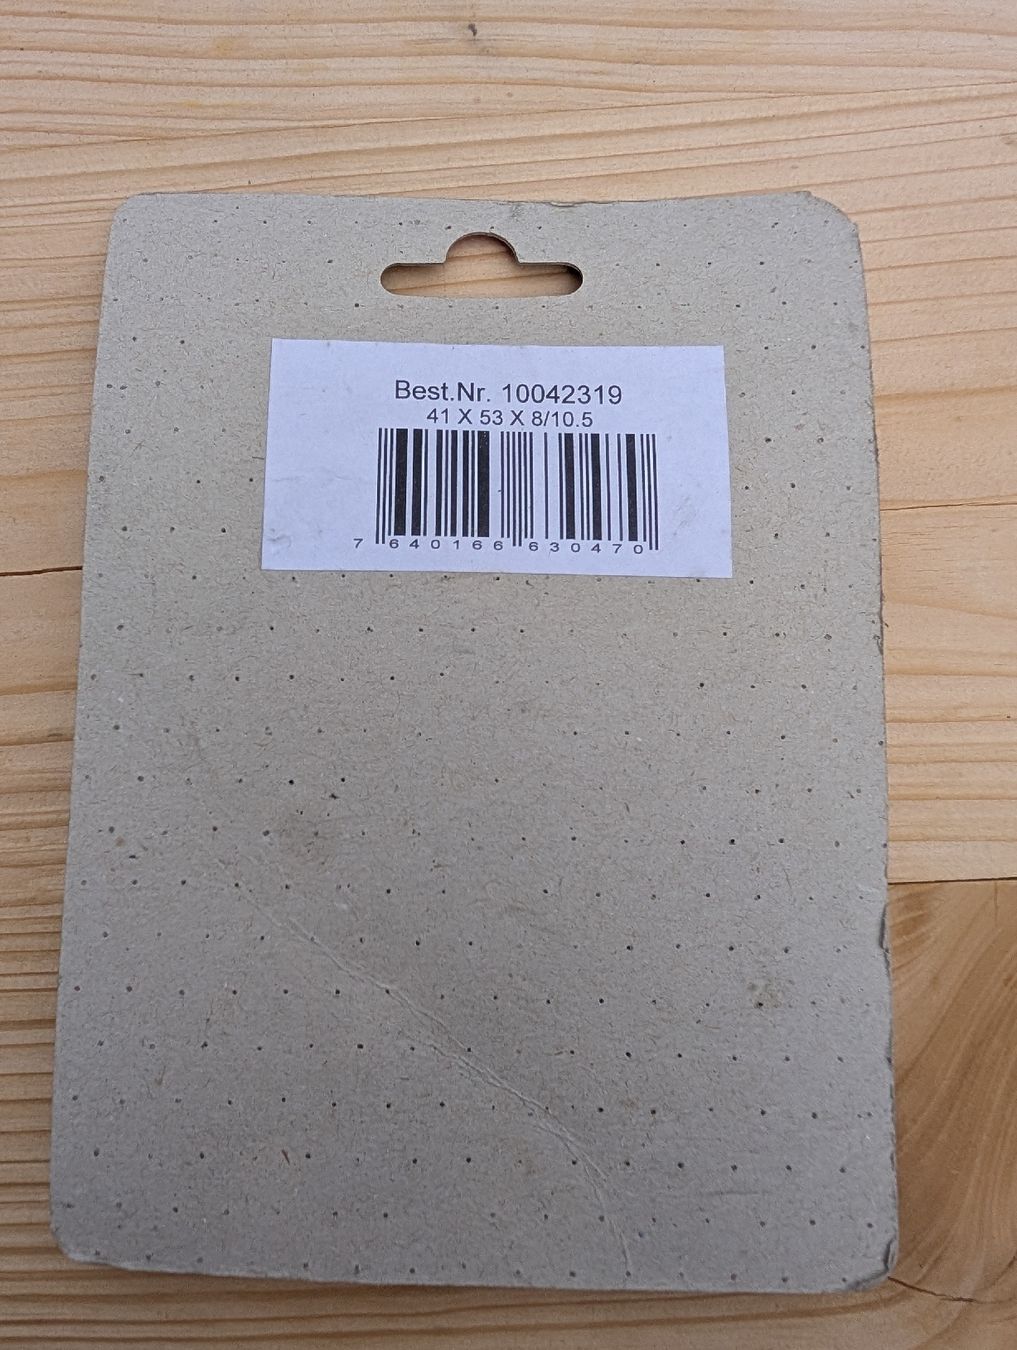 Best.Nr. 10042319
41 X 53 X 8/10.5
7 640166 630470